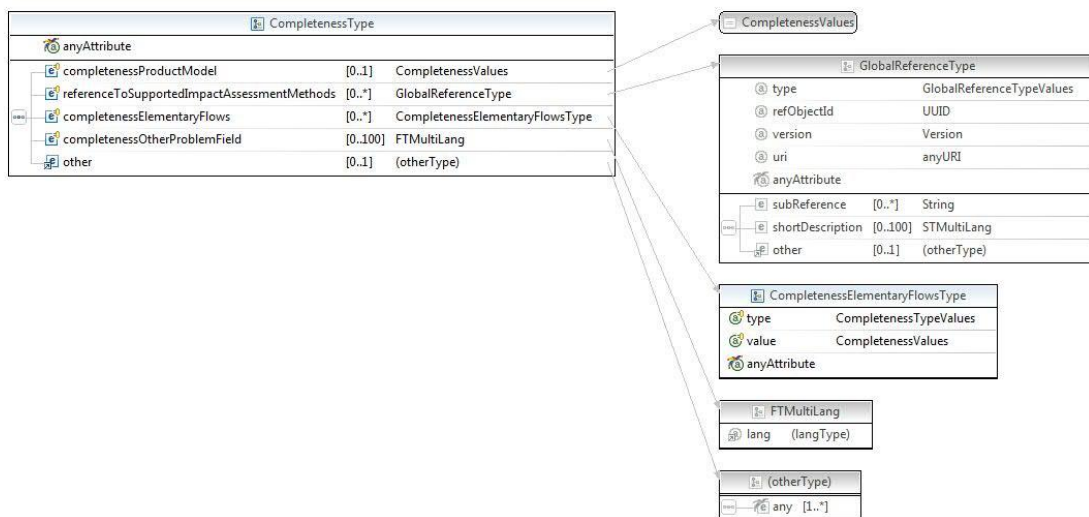 CompletenessType
anyAttribute
completenessProductModel [0..1] CompletenessValues
referenceToSupportedImpactAssessmentMethods [0..*] GlobalReferenceType
completenessElementaryFlows [0..*] CompletenessElementaryFlowsType
completenessOtherProblemField [0..100] FTMultiLang
other [0..1] (otherType)
CompletenessValues
GlobalReferenceType
type GlobalReferenceTypeValues
refObjectId UUID
version Version
uri anyURI
anyAttribute
subReference [0..*] String
shortDescription [0..100] STMultiLang
other [0..1] (otherType)
CompletenessElementaryFlowsType
type CompletenessTypeValues
value CompletenessValues
anyAttribute
FTMultiLang
lang (langType)
(otherType)
any [1..*]